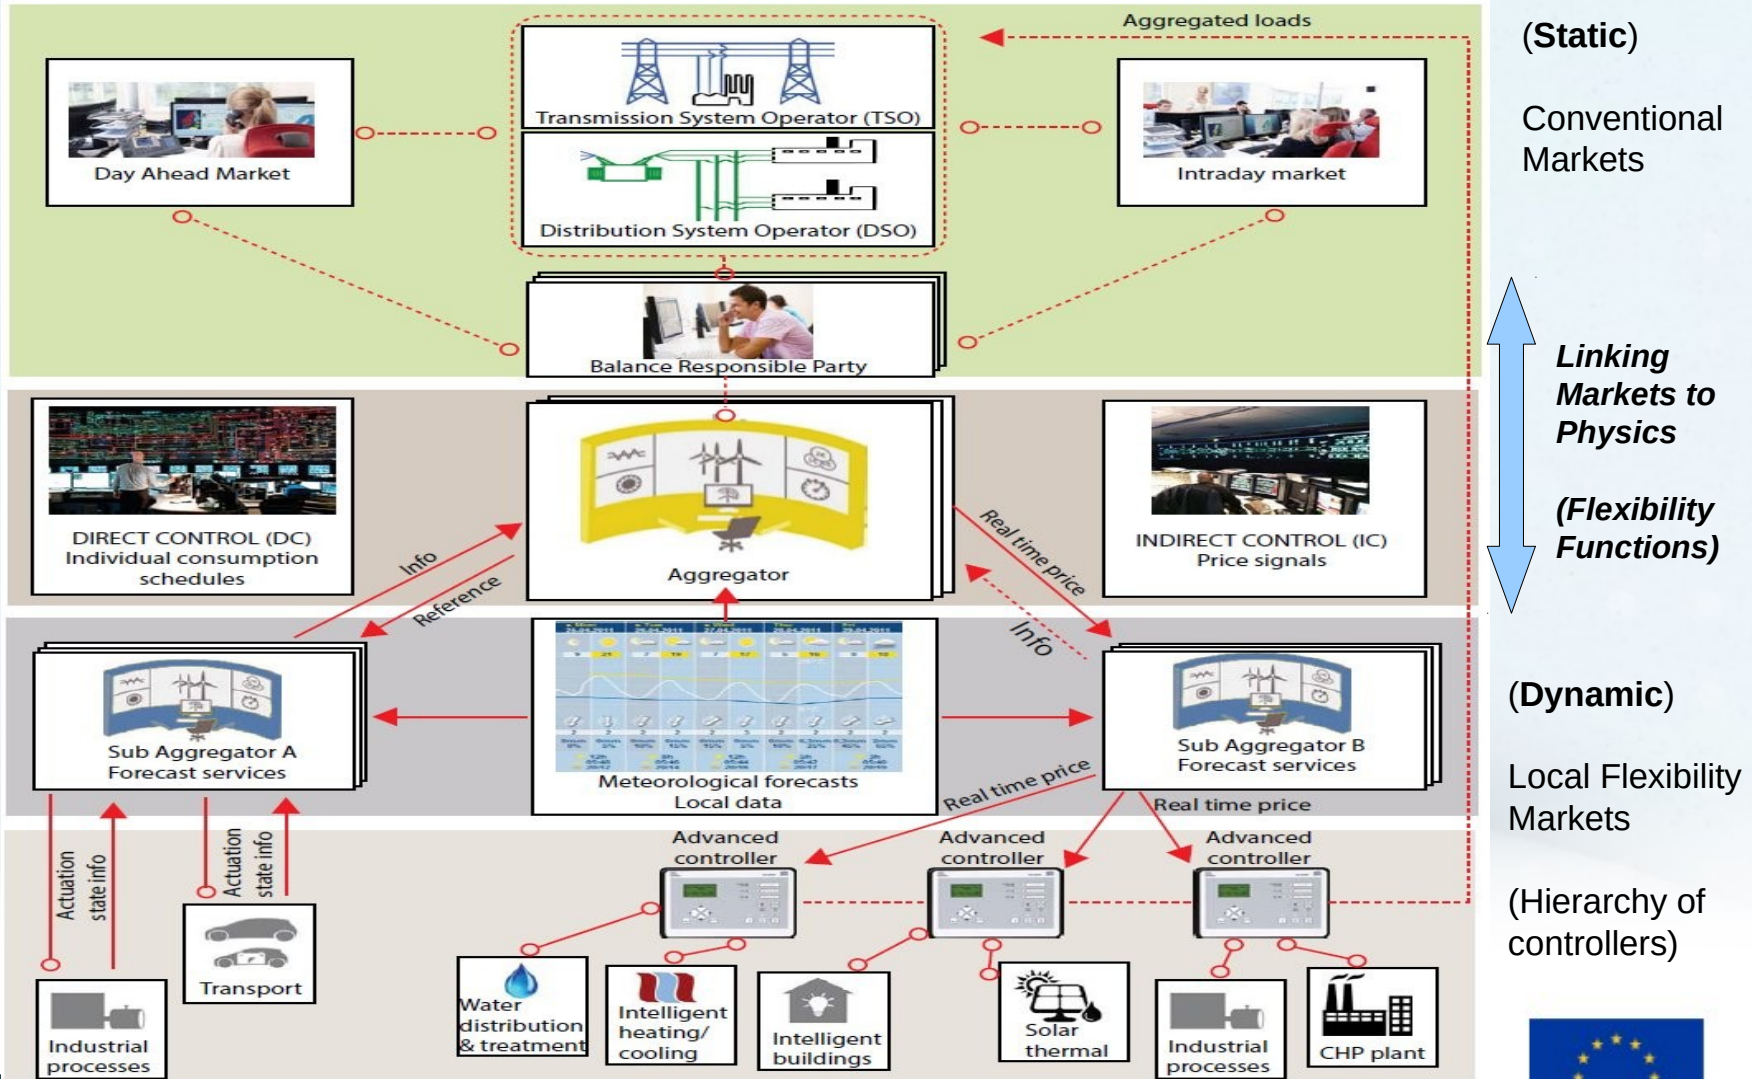 Aggregated loads
Transmission System Operator (TSO)
Day Ahead Market
Intraday market
Distribution System Operator (DSO)
Balance Responsible Party
DIRECT CONTROL (DC)
Individual consumption
schedules
Info
Reference
Aggregator
Real time price
Info
INDIRECT CONTROL (IC)
Price signals
Sub Aggregator A
Forecast services
Meteorological forecasts
Local data
Sub Aggregator B
Forecast services
Real time price
Real time price
Actuation
state info
Actuation
state info
Advanced
controller
Advanced
controller
Advanced
controller
Industrial
processes
Transport
Water
distribution
& treatment
Intelligent
heating/
cooling
Intelligent
buildings
Solar
thermal
Industrial
processes
CHP plant
(Static)
Conventional
Markets
Linking
Markets to
Physics
(Flexibility
Functions)
(Dynamic)
Local Flexibility
Markets
(Hierarchy of
controllers)